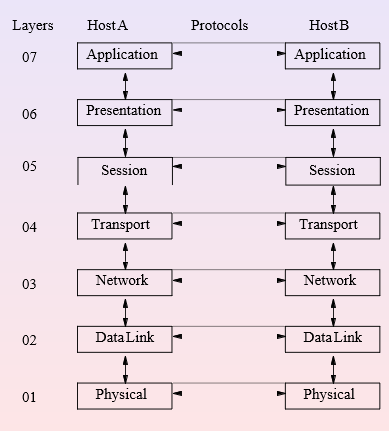 Layers Host A Protocols Host B
07 Application Application
06 Presentation Presentation
05 Session Session
04 Transport Transport
03 Network Network
02 Data Link Data Link
01 Physical Physical